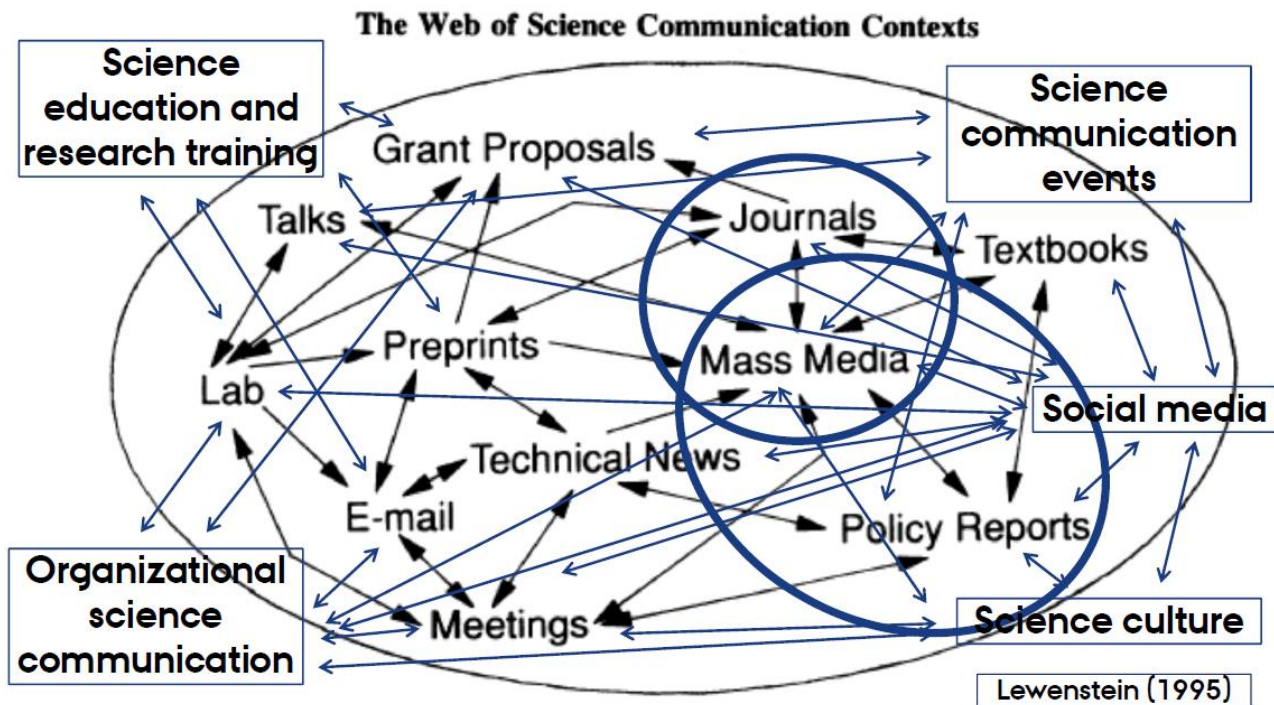 The Web of Science Communication Contexts
Science
education and
research training
Science
communication
events
Grant Proposals
Talks
Journals
Textbooks
Preprints
Mass Media
Lab
Social media
Technical News
E-mail
Policy Reports
Organizational
science
communication
Meetings
Science culture
Lewenstein (1995)